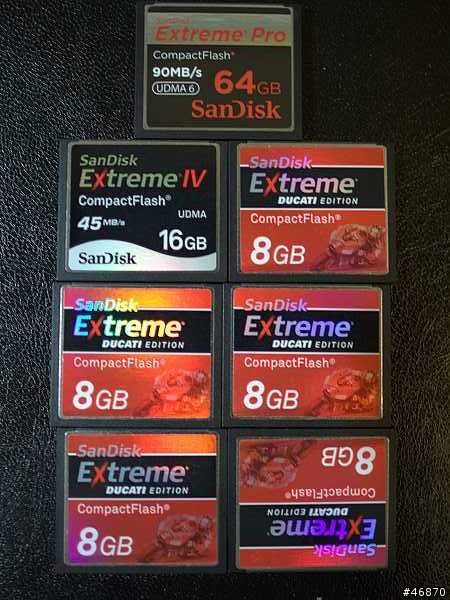 SanDisk
Extreme Pro
CompactFlash®
90MB/s
UDMA 6
64GB
SanDisk
SanDisk
Extreme IV
CompactFlash®
45MB/s
UDMA
16GB
SanDisk
SanDisk
Extreme®
DUCATI EDITION
CompactFlash®
8GB
SanDisk
Extreme®
DUCATI EDITION
CompactFlash®
8GB
SanDisk
Extreme®
DUCATI EDITION
CompactFlash®
8GB
SanDisk
Extreme®
DUCATI EDITION
CompactFlash®
8GB
SanDisk
Extreme®
DUCATI EDITION
CompactFlash®
8GB
#46870